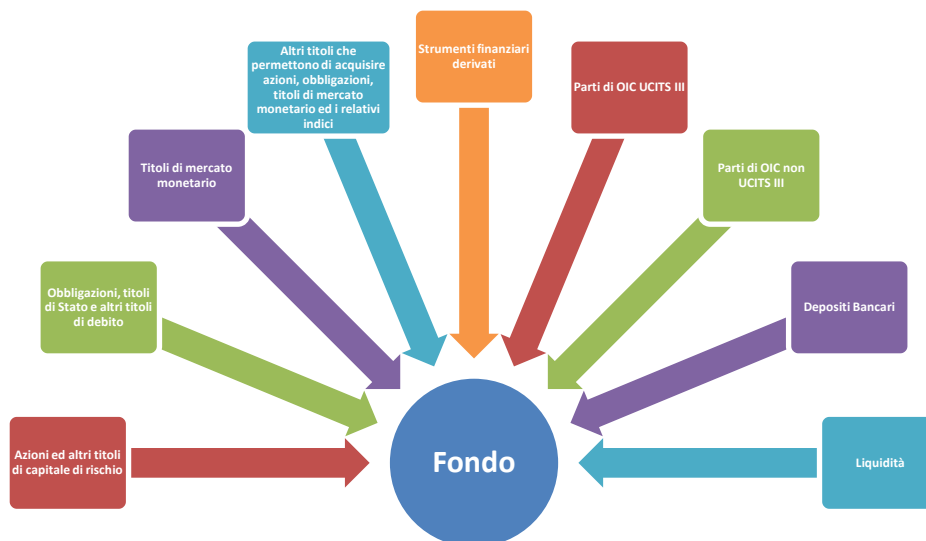 Azioni ed altri titoli
di capitale di rischio
Obbligazioni, titoli
di Stato e altri titoli
di debito
Titoli di mercato
monetario
Altri titoli che
permettono di acquisire
azioni, obbligazioni,
titoli di mercato
monetario ed i relativi
indici
Strumenti finanziari
derivati
Parti di OIC UCITS III
Parti di OIC non
UCITS III
Depositi Bancari
Liquidità
Fondo